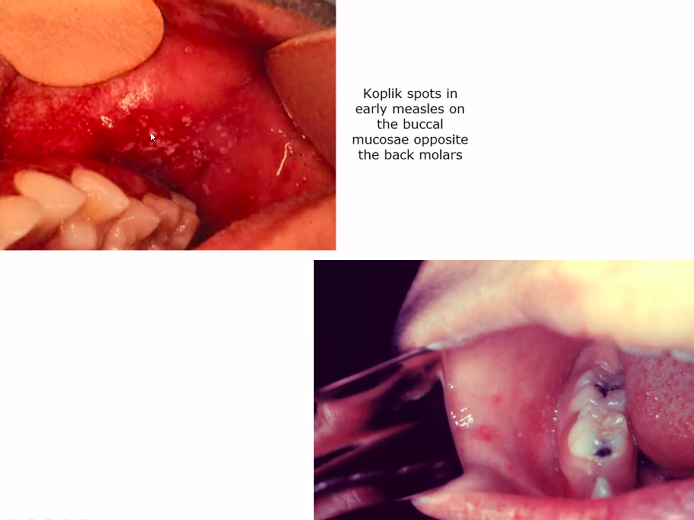 Koplik spots in
early measles on
the buccal
mucosae opposite
the back molars